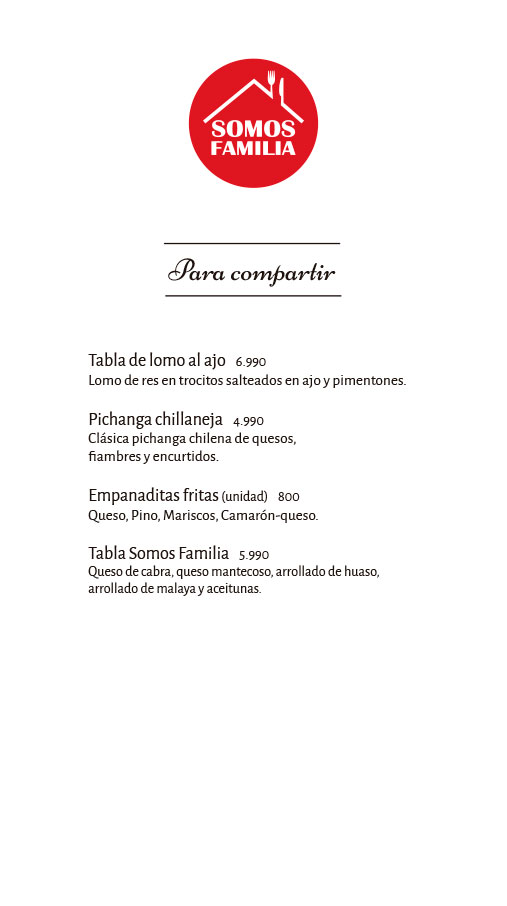 SOMOS
FAMILIA
Para compartir
Tabla de lomo al ajo 6.990
Lomo de res en trocitos salteados en ajo y pimentones.
Pichanga chillaneja 4.990
Clásica pichanga chilena de quesos,
fiambres y encurtidos.
Empanaditas fritas (unidad) 800
Queso, Pino, Mariscos, Camarón-queso.
Tabla Somos Familia 5.990
Queso de cabra, queso mantecoso, arrollado de huaso,
arrollado de malaya y aceitunas.